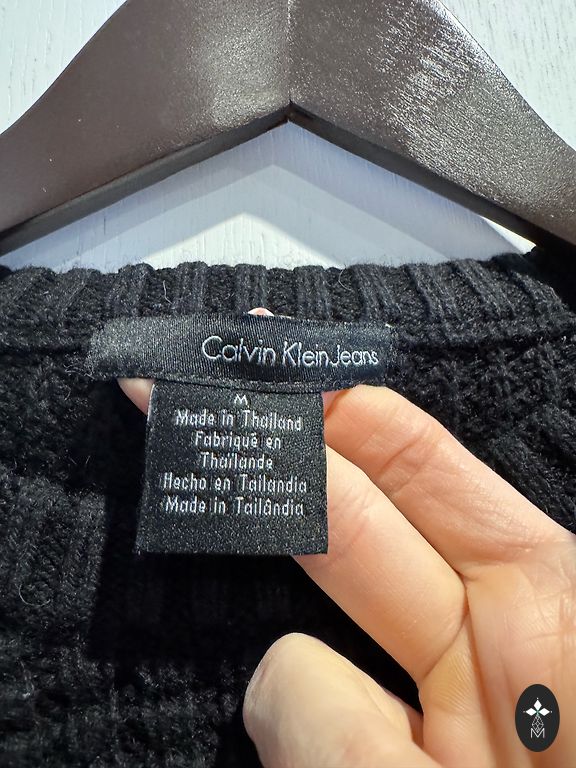 Calvin Klein Jeans
M
Made in Thailand
Fabriqué en
Thaïlande
Hecho en Tailandia
Made in Tailândia